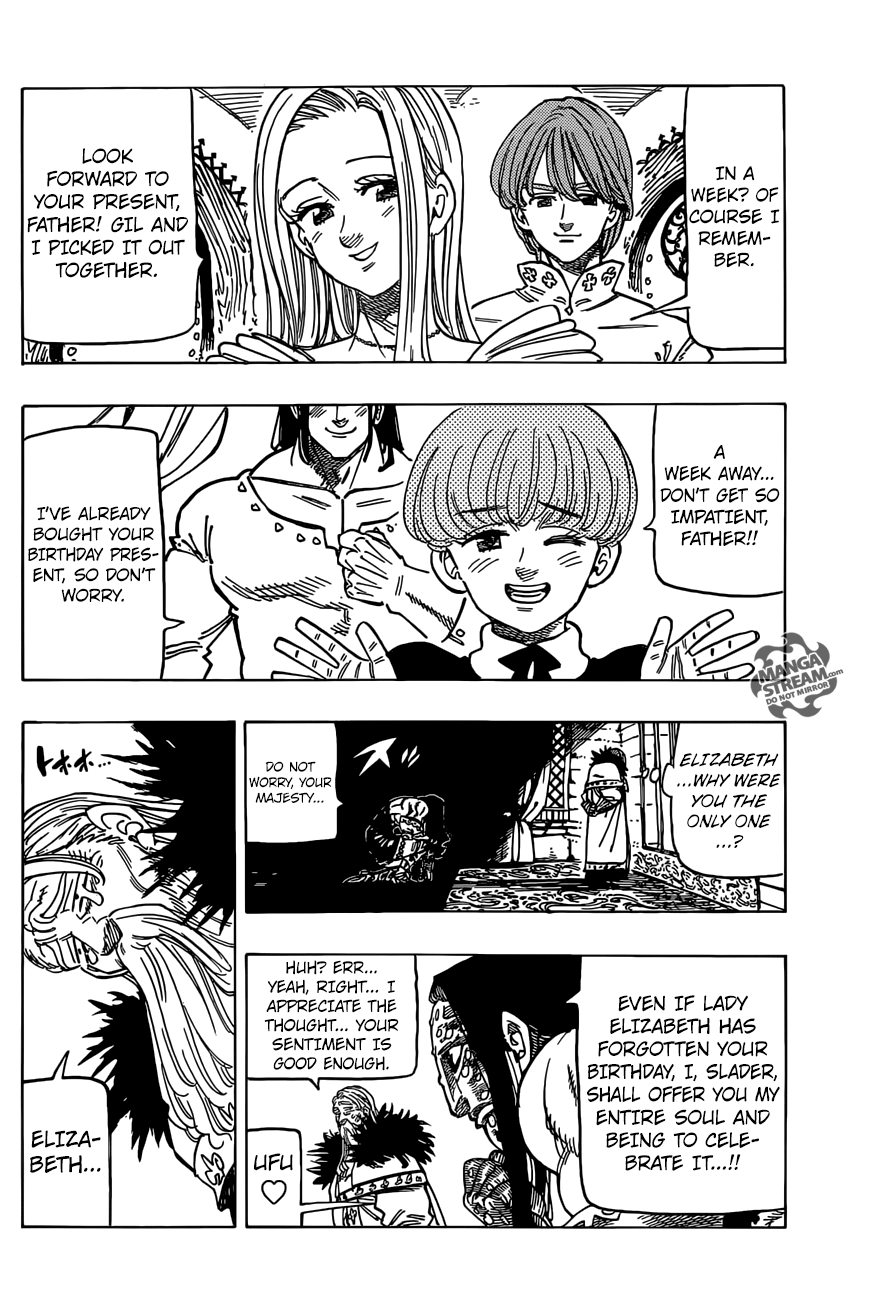 IN A
WEEK? OF
COURSE I
REMEM-
BER.
LOOK
FORWARD TO
YOUR PRESENT,
FATHER! GIL AND
I PICKED IT OUT
TOGETHER.
A
WEEK AWAY...
DON'T GET SO
IMPATIENT,
FATHER!!
I'VE ALREADY
BOUGHT YOUR
BIRTHDAY PRES-
ENT, SO DON'T
WORRY.
MANGA
STREAM.com
DO NOT MIRROR
ELIZABETH
...WHY WERE
YOU THE
ONLY ONE
...?
DO NOT
WORRY, YOUR
MAJESTY...
EVEN IF LADY
ELIZABETH HAS
FORGOTTEN YOUR
BIRTHDAY, I, SLADER,
SHALL OFFER YOU MY
ENTIRE SOUL AND
BEING TO CELE-
BRATE IT...!!
HUH? ERR...
YEAH, RIGHT... I
APPRECIATE THE
THOUGHT... YOUR
SENTIMENT IS
GOOD ENOUGH.
UFU
♡
ELIZA-
BETH...